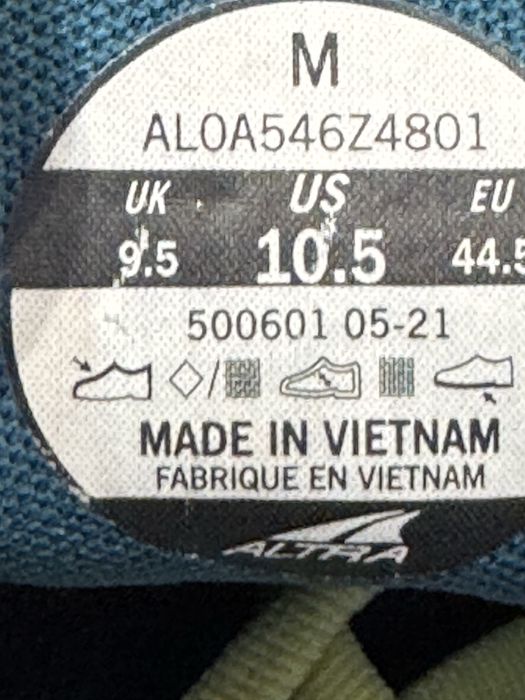 M
AL0A546Z4801
UK US EU
9.5 10.5 44.5
500601 05-21
MADE IN VIETNAM
FABRIQUE EN VIETNAM
ALTRA